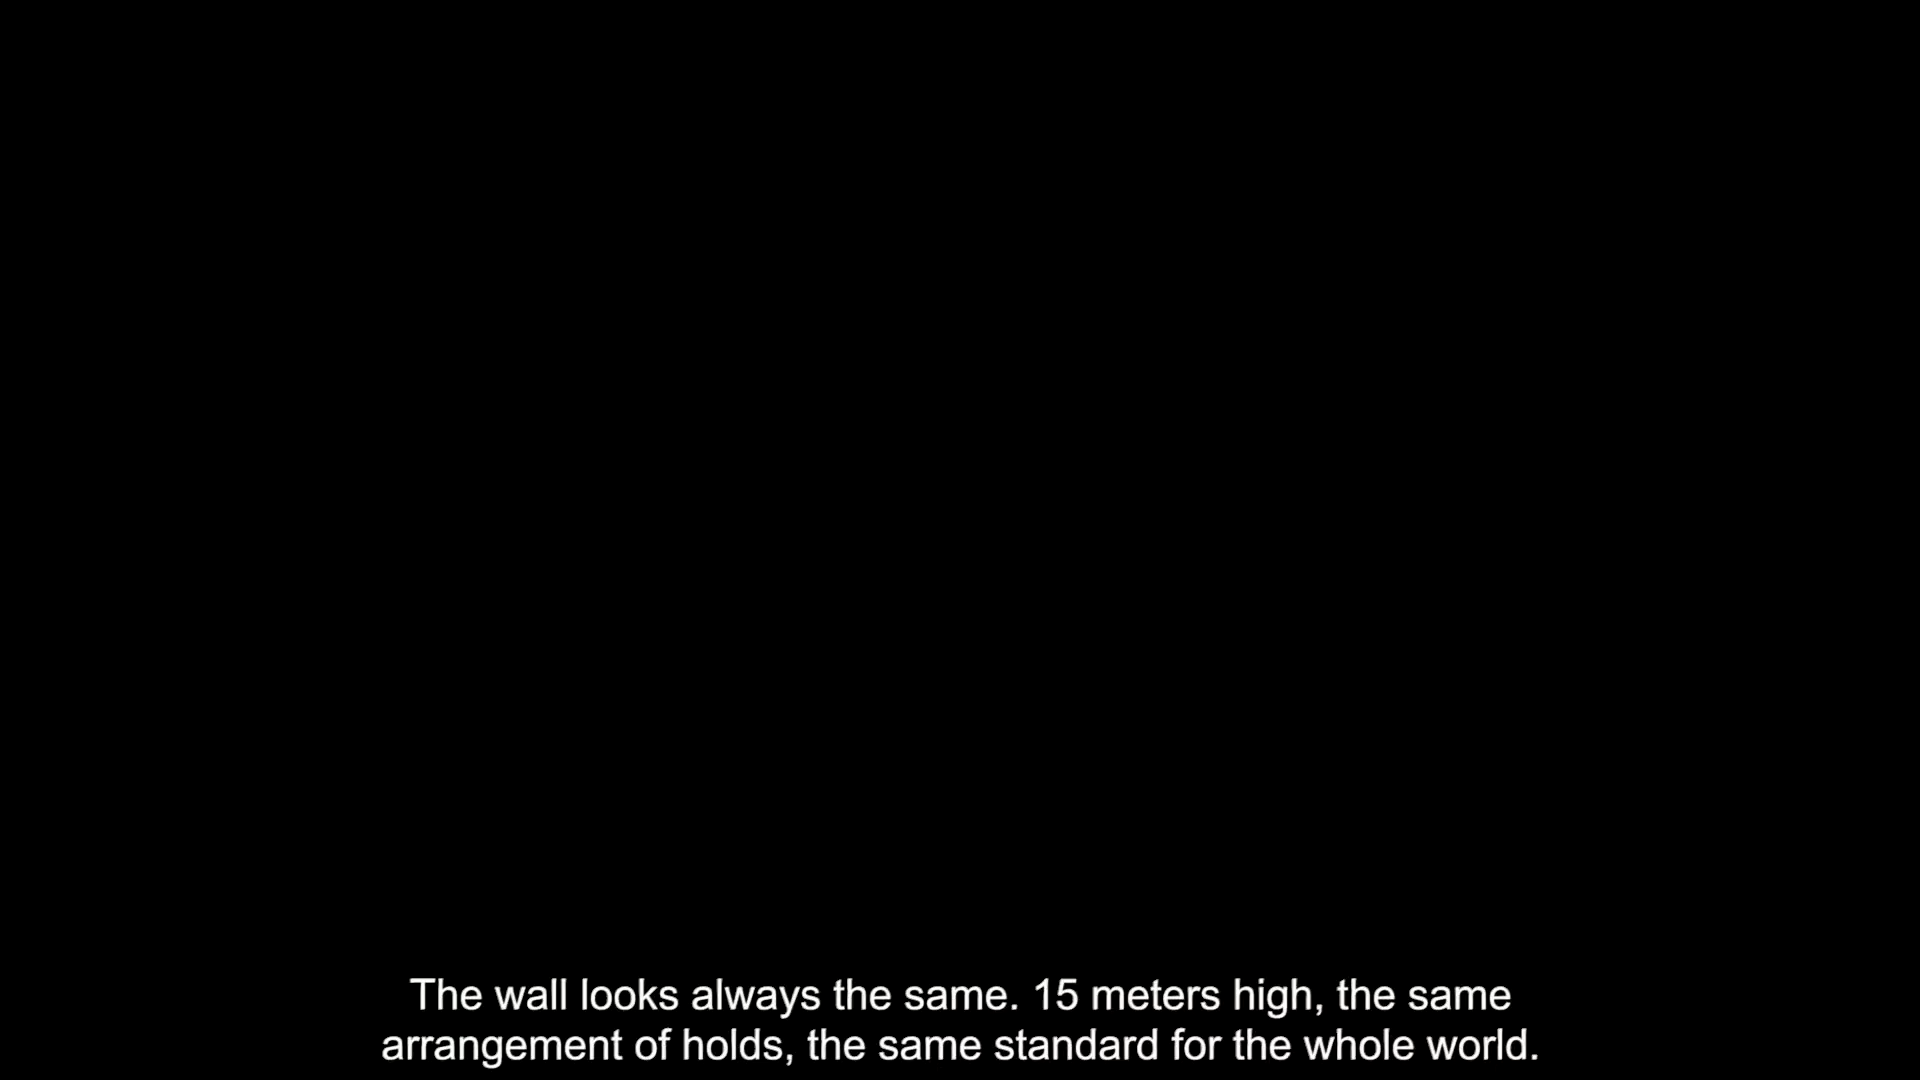 The wall looks always the same. 15 meters high, the same
arrangement of holds, the same standard for the whole world.